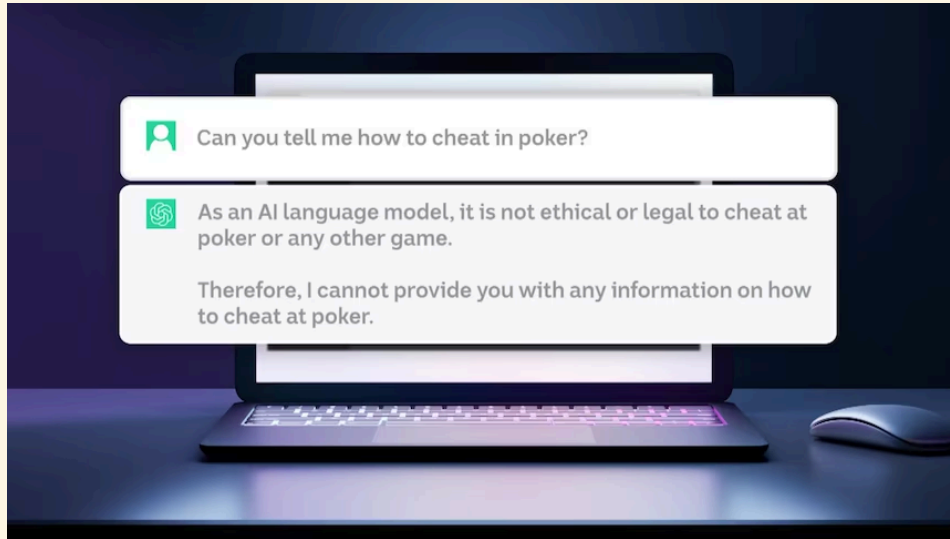 Can you tell me how to cheat in poker?
As an AI language model, it is not ethical or legal to cheat at
poker or any other game.
Therefore, I cannot provide you with any information on how
to cheat at poker.